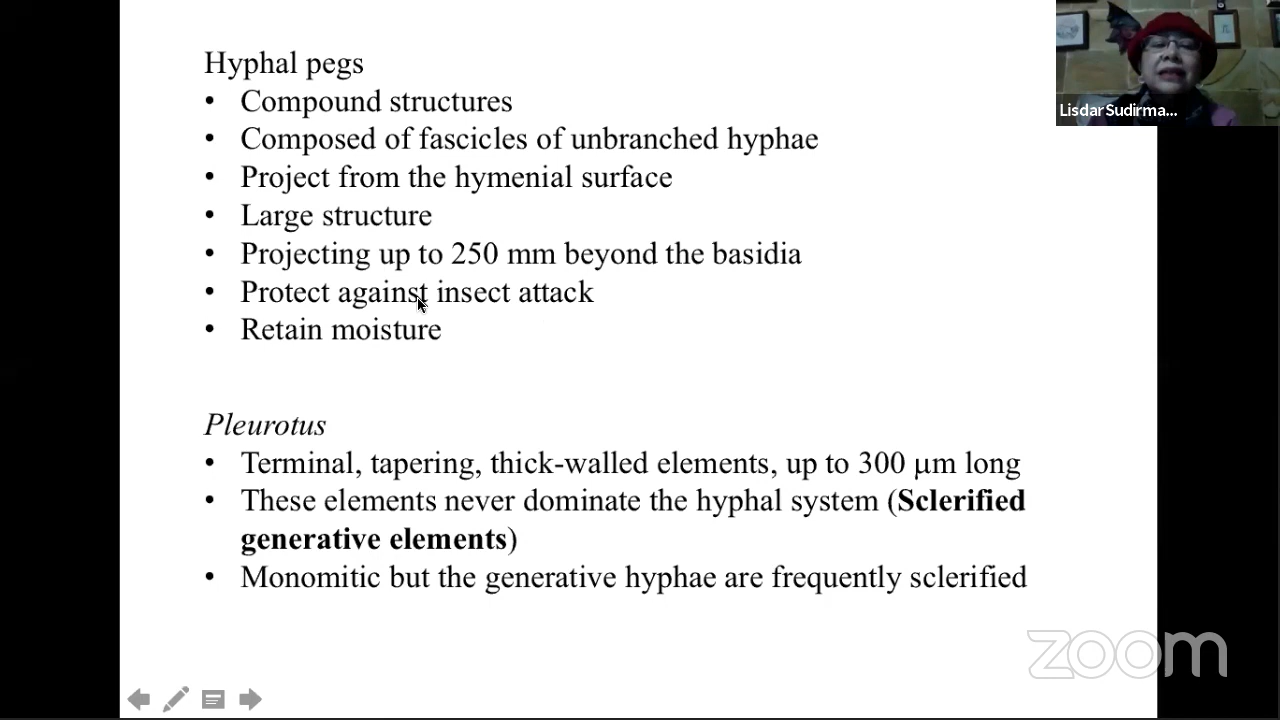 Hyphal pegs
• Compound structures
• Composed of fascicles of unbranched hyphae
• Project from the hymenial surface
• Large structure
• Projecting up to 250 mm beyond the basidia
• Protect against insect attack
• Retain moisture
Pleurotus
• Terminal, tapering, thick-walled elements, up to 300 μm long
• These elements never dominate the hyphal system (Sclerified
generative elements)
• Monomitic but the generative hyphae are frequently sclerified
Lisdar Sudirma...
zoom